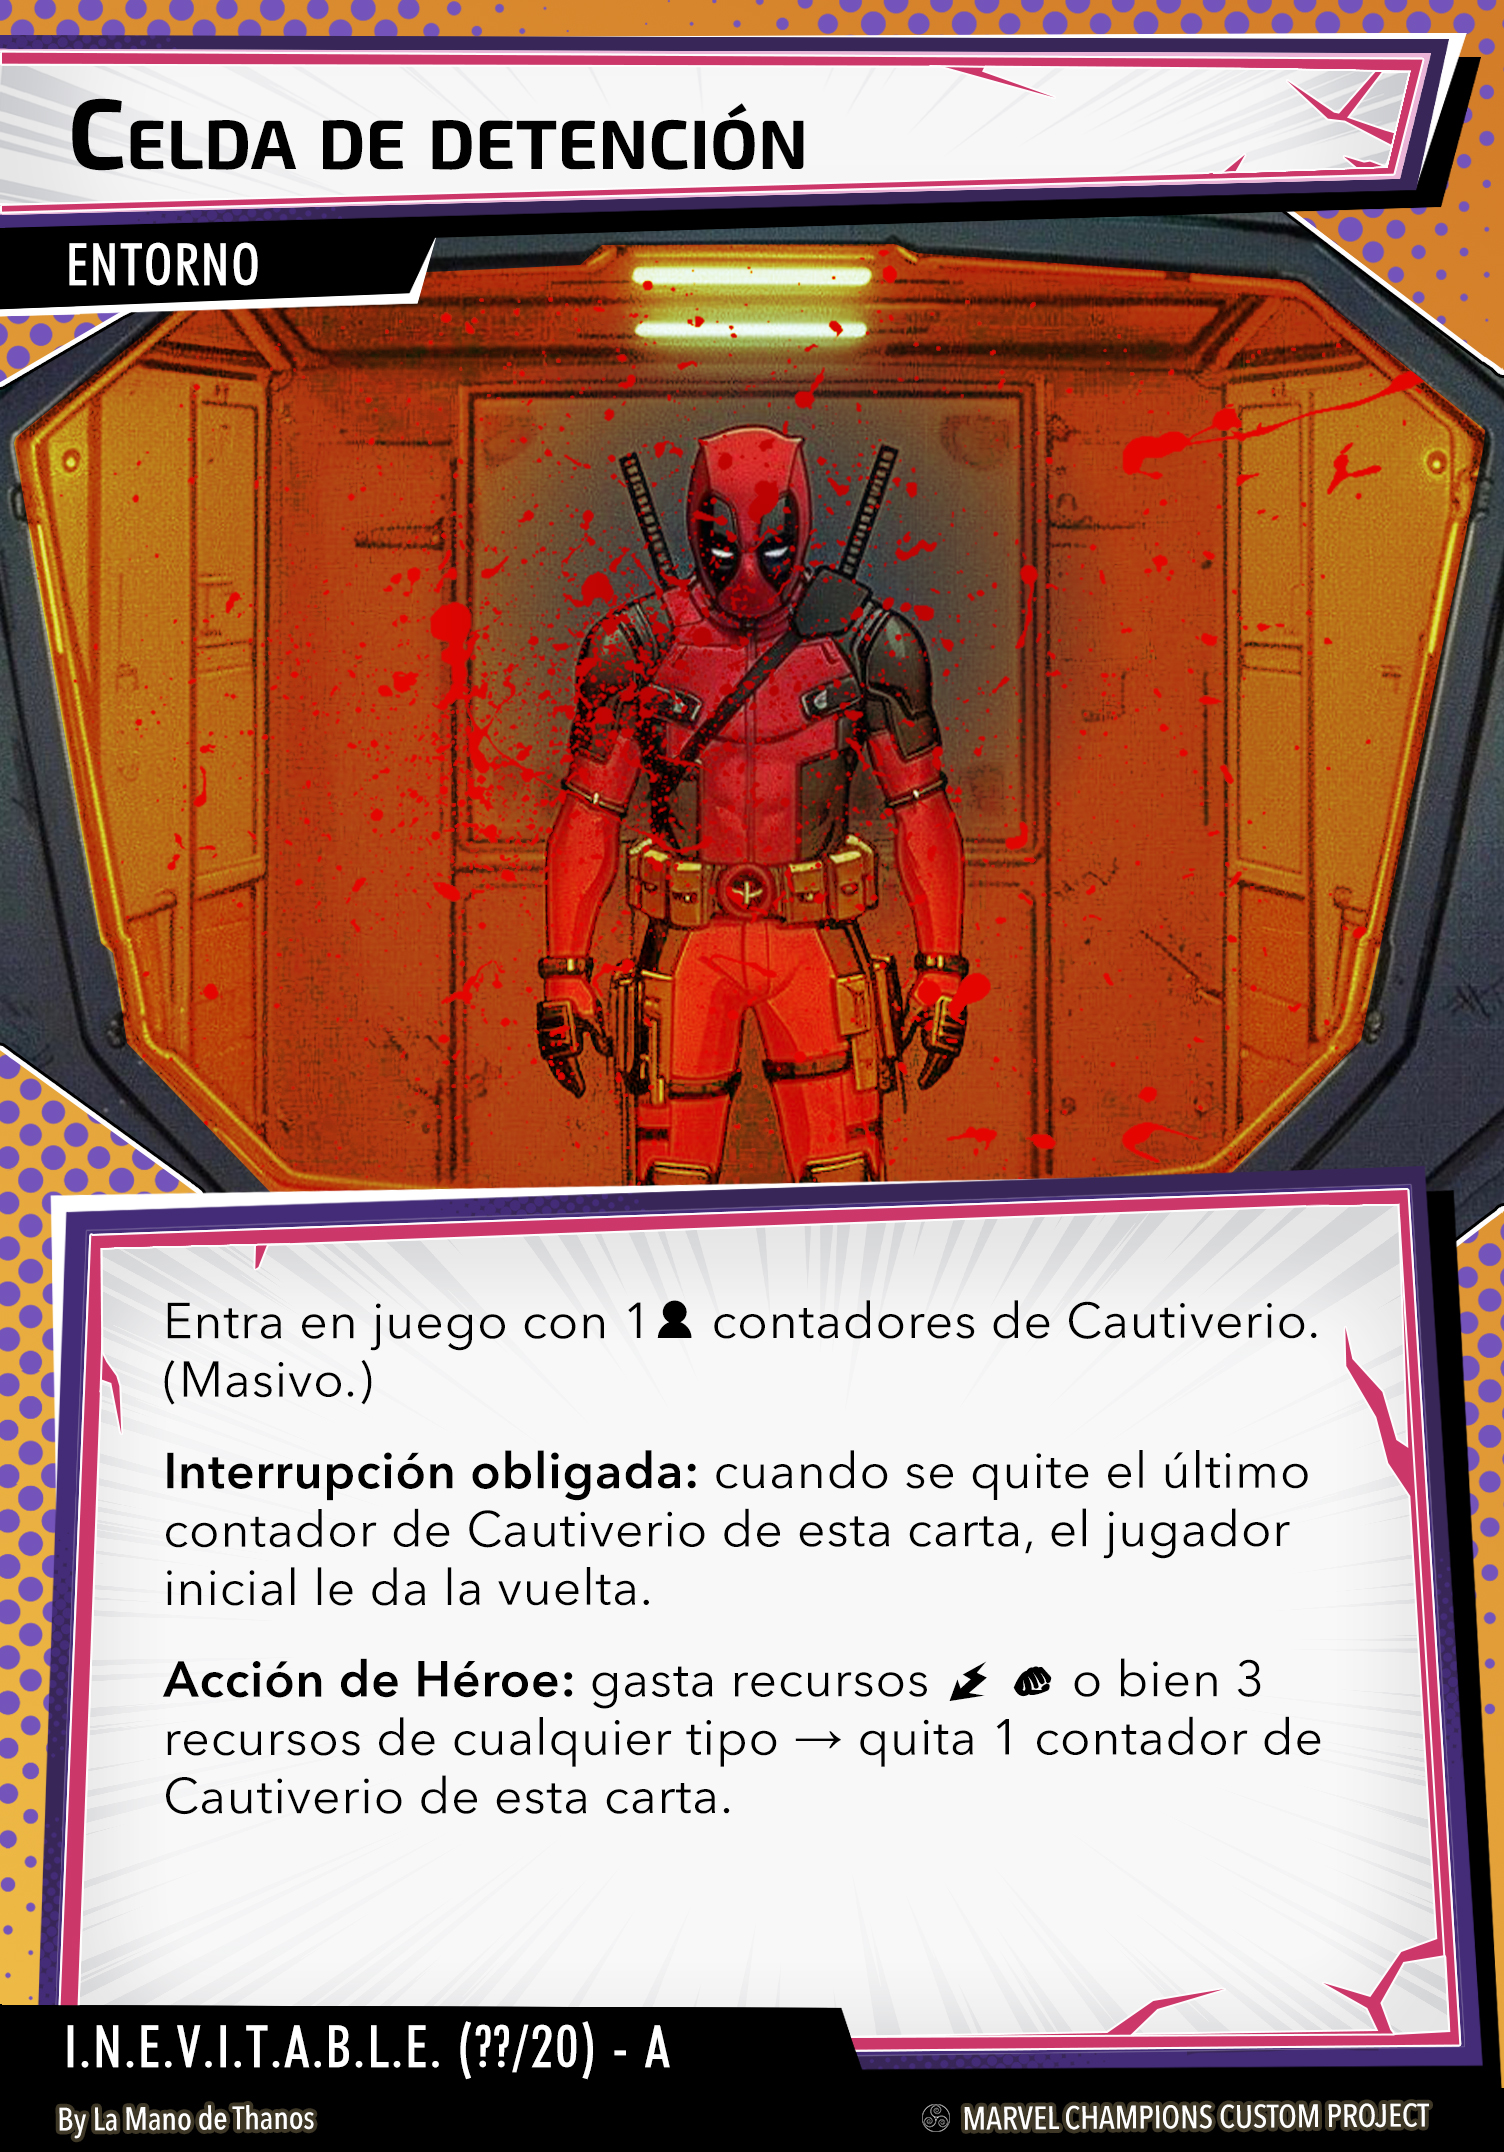 Celda de detención
ENTORNO
Entra en juego con 1 contadores de Cautiverio.
(Masivo.)
Interrupción obligada: cuando se quite el último
contador de Cautiverio de esta carta, el jugador
inicial le da la vuelta.
Acción de Héroe: gasta recursos o bien 3
recursos de cualquier tipo → quita 1 contador de
Cautiverio de esta carta.
I.N.E.V.I.T.A.B.L.E. (??/20) - A
By La Mano de Thanos
MARVEL CHAMPIONS CUSTOM PROJECT